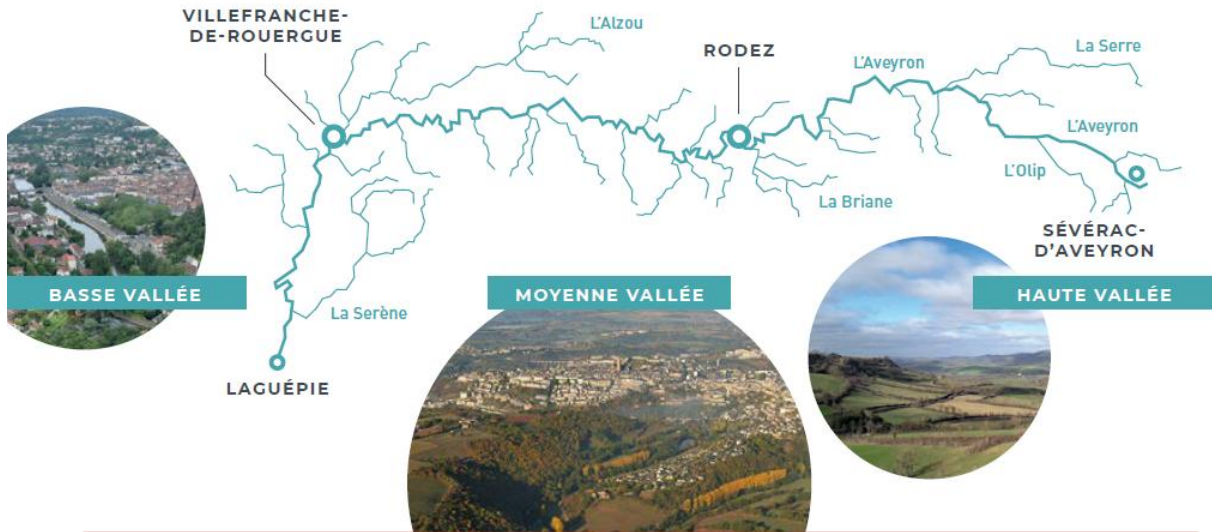 VILLEFRANCHE-
DE-ROUERGUE
L'Alzou
RODEZ
L'Aveyron
La Serre
L'Aveyron
L'Olip
La Briane
SÉVÉRAC-
D'AVEYRON
BASSE VALLÉE
MOYENNE VALLÉE
HAUTE VALLÉE
La Serène
LAGUÉPIE